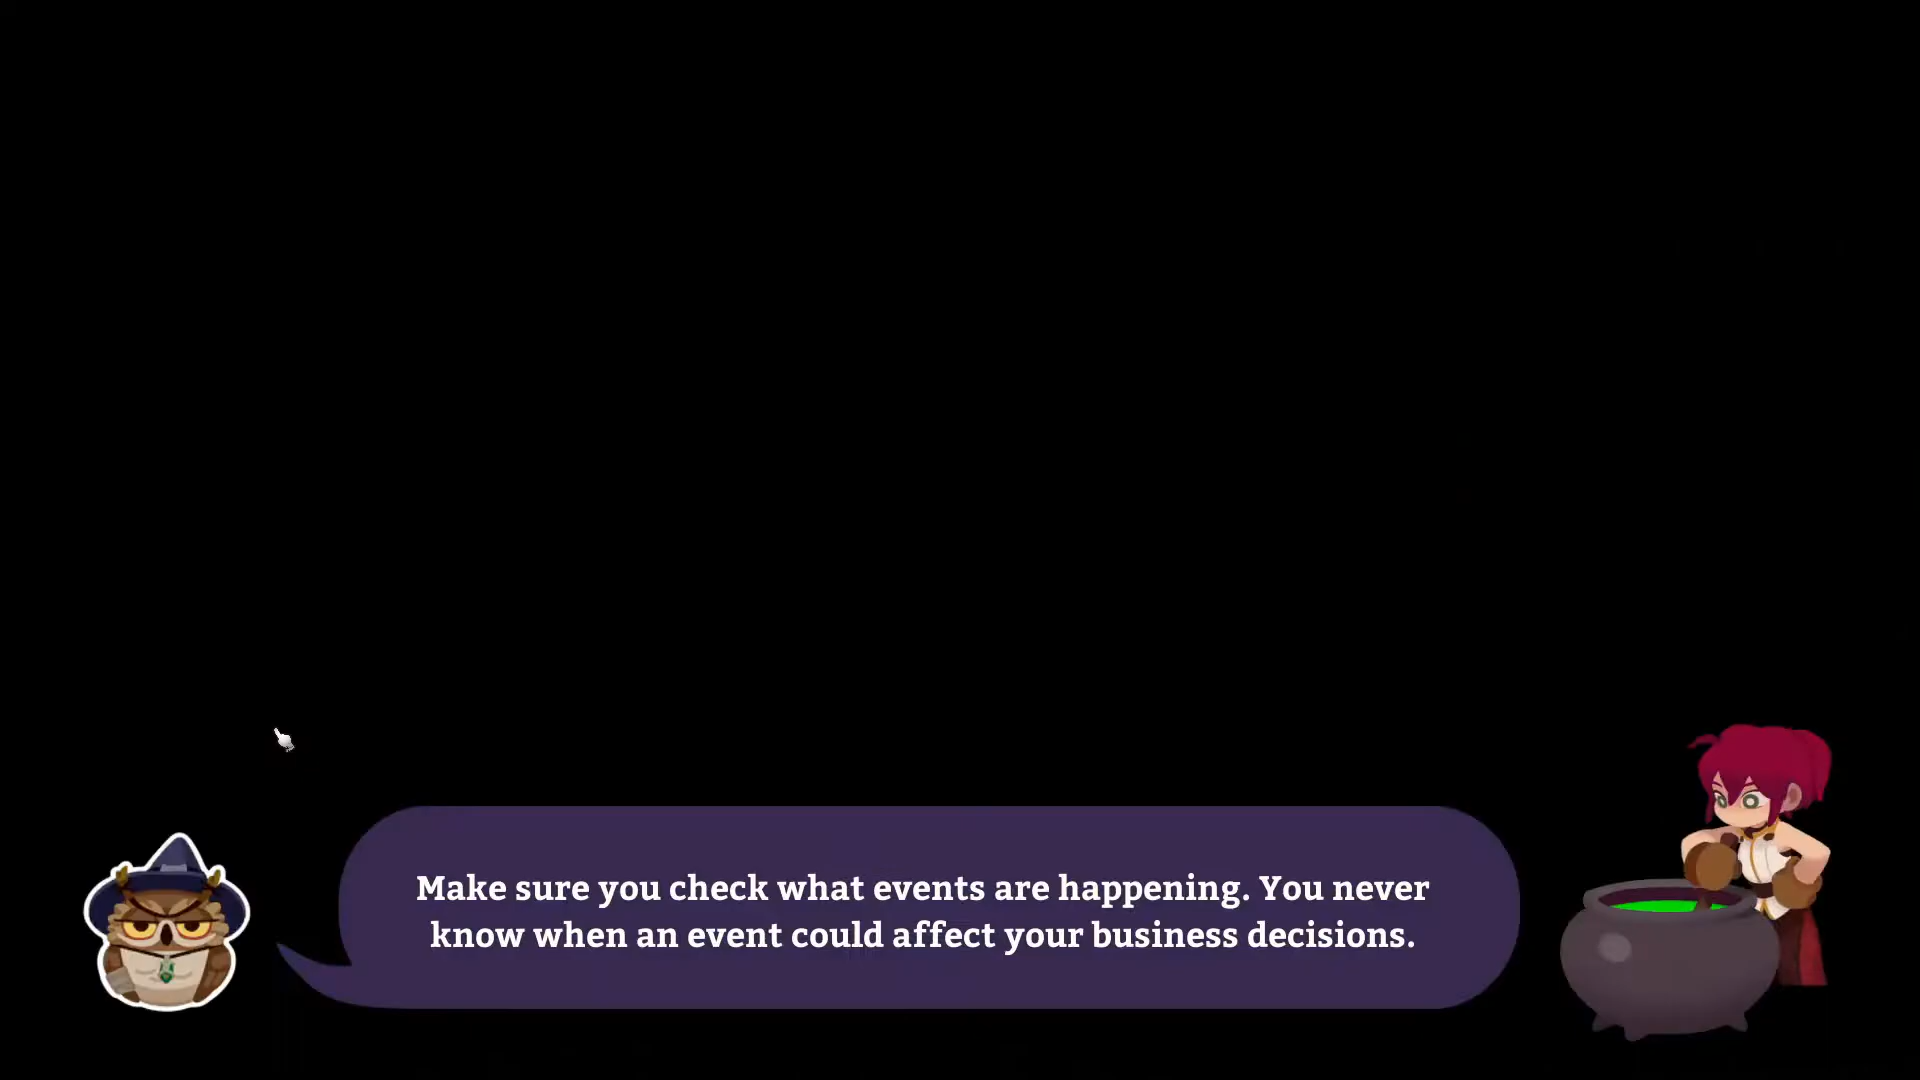 Make sure you check what events are happening. You never
know when an event could affect your business decisions.